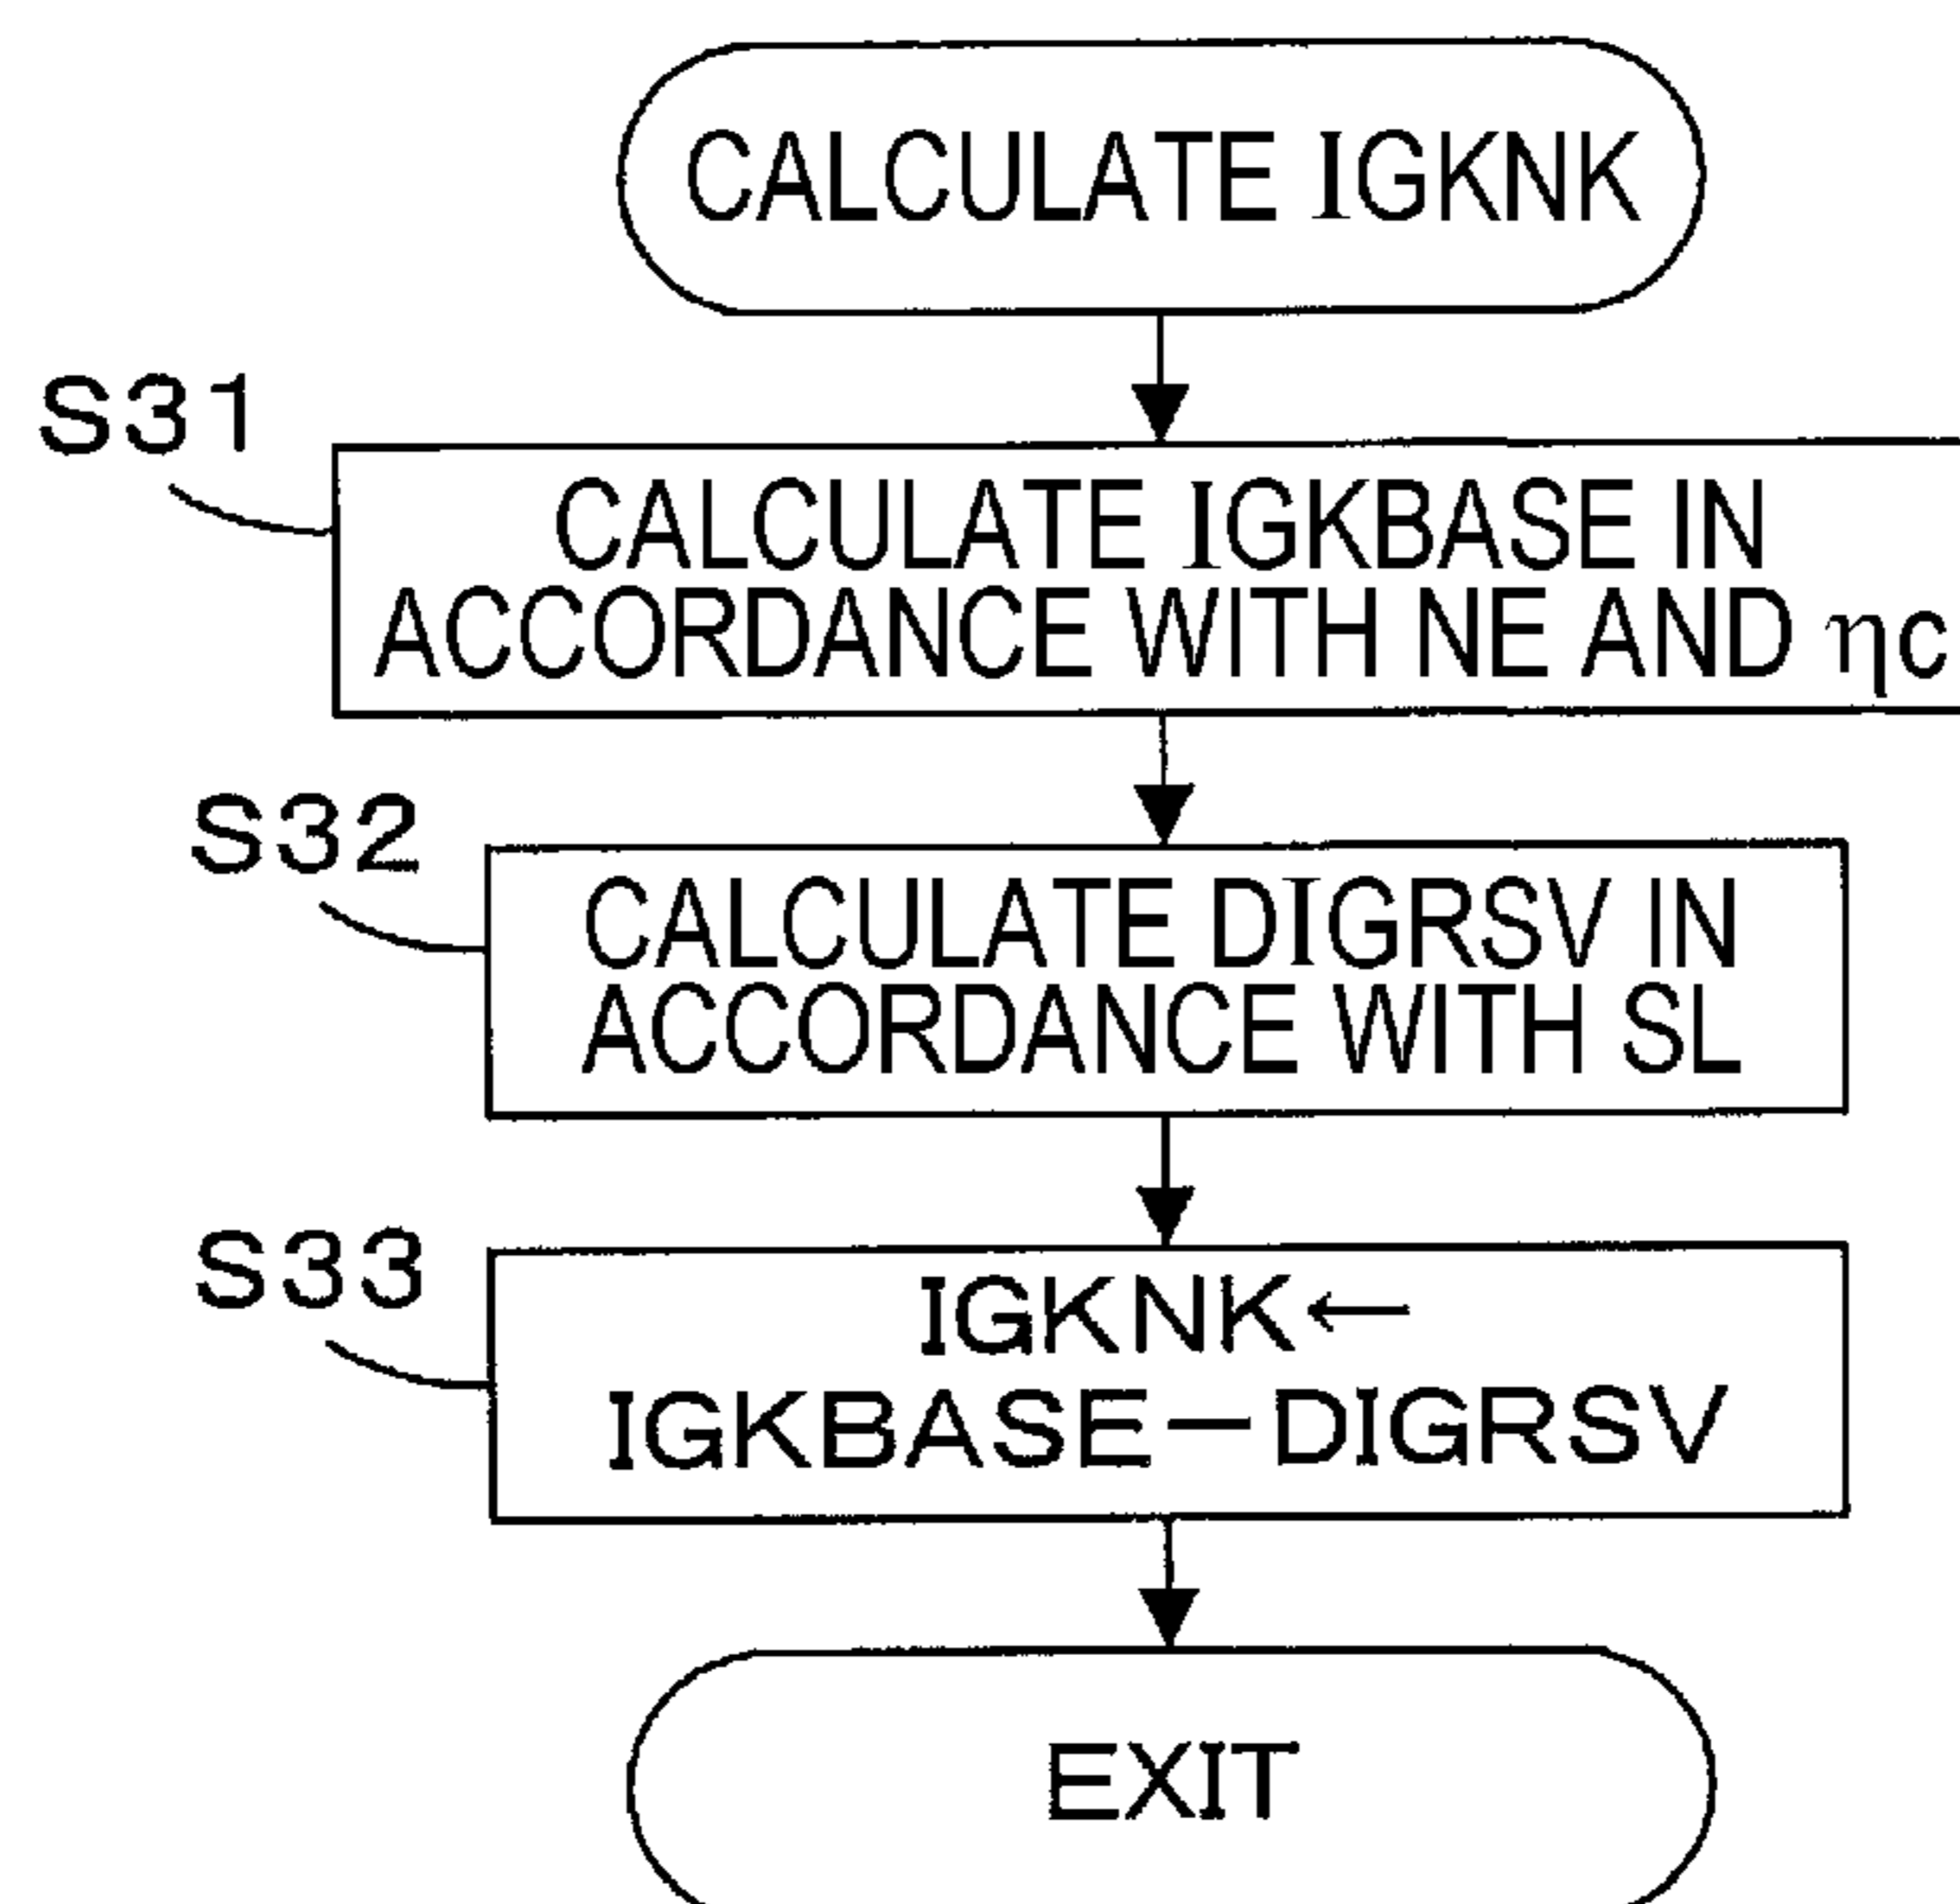 CALCULATE IGKNK
S31
CALCULATE IGKBASE IN
ACCORDANCE WITH NE AND ηc
S32
CALCULATE DIGRSV IN
ACCORDANCE WITH SL
S33
IGKNK←
IGKBASE−DIGRSV
EXIT